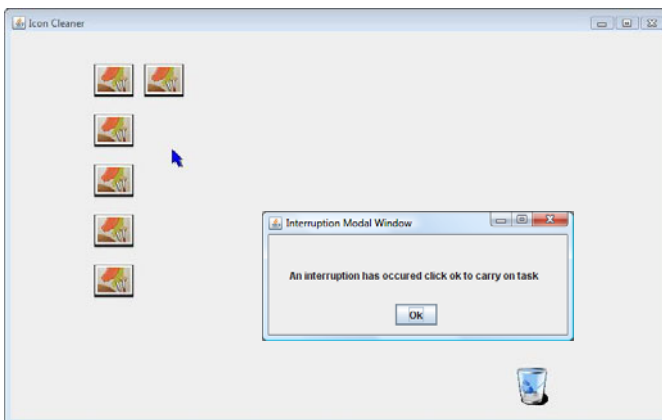 Icon Cleaner
Interruption Modal Window
An interruption has occured click ok to carry on task
Ok